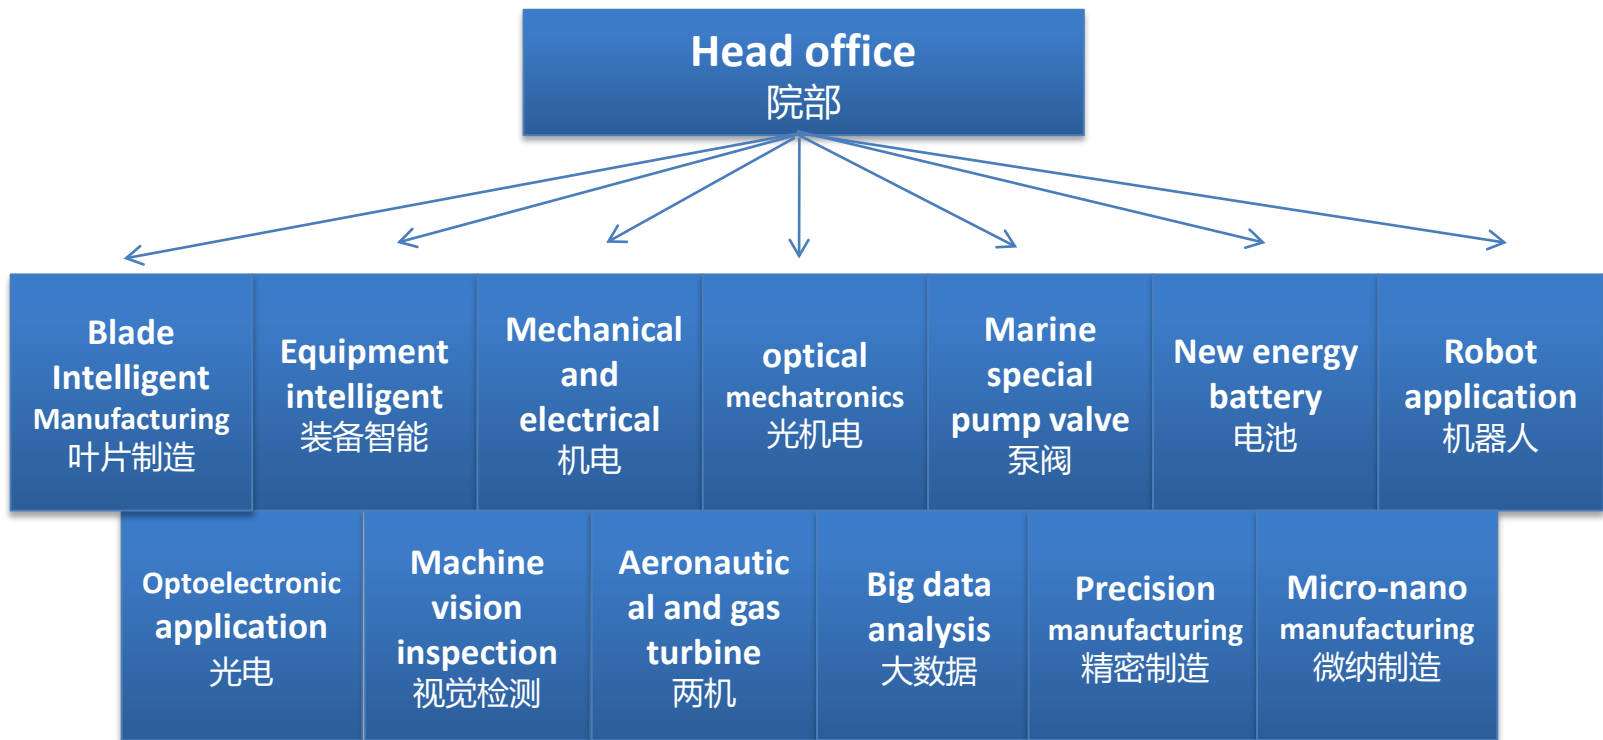 Head office
院部
Blade
Intelligent
Manufacturing
叶片制造
Equipment
intelligent
装备智能
Mechanical
and
electrical
机电
optical
mechatronics
光机电
Marine
special
pump valve
泵阀
New energy
battery
电池
Robot
application
机器人
Optoelectronic
application
光电
Machine
vision
inspection
视觉检测
Aeronautic
al and gas
turbine
两机
Big data
analysis
大数据
Precision
manufacturing
精密制造
Micro-nano
manufacturing
微纳制造